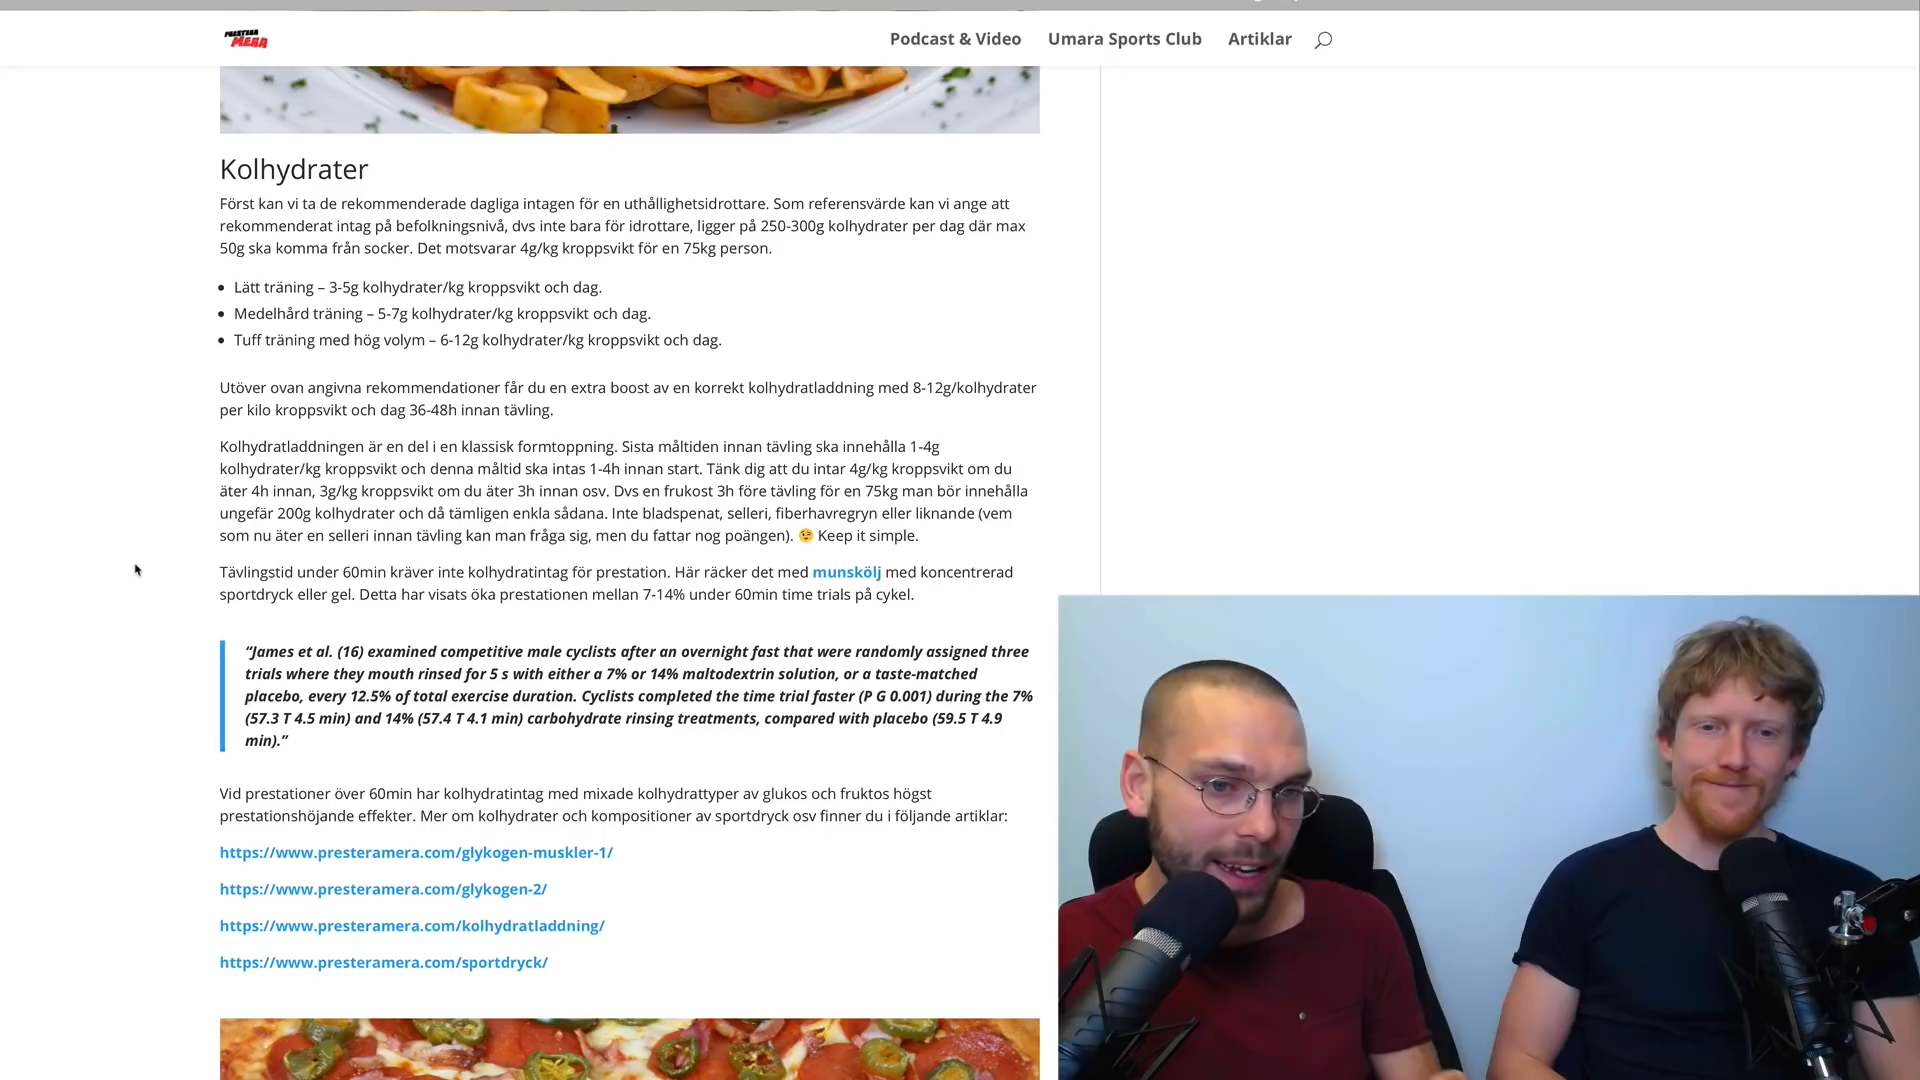 PRESTERA
MERA
Podcast & Video
Umara Sports Club
Artiklar
Kolhydrater
Först kan vi ta de rekommenderade dagliga intagen för en uthållighetsidrottare. Som referensvärde kan vi ange att
rekommenderat intag på befolkningsnivå, dvs inte bara för idrottare, ligger på 250-300g kolhydrater per dag där max
50g ska komma från socker. Det motsvarar 4g/kg kroppsvikt för en 75kg person.
• Lätt träning – 3-5g kolhydrater/kg kroppsvikt och dag.
• Medelhård träning – 5-7g kolhydrater/kg kroppsvikt och dag.
• Tuff träning med hög volym – 6-12g kolhydrater/kg kroppsvikt och dag.
Utöver ovan angivna rekommendationer får du en extra boost av en korrekt kolhydratladdning med 8-12g/kolhydrater
per kilo kroppsvikt och dag 36-48h innan tävling.
Kolhydratladdningen är en del i en klassisk formtoppning. Sista måltiden innan tävling ska innehålla 1-4g
kolhydrater/kg kroppsvikt och denna måltid ska intas 1-4h innan start. Tänk dig att du intar 4g/kg kroppsvikt om du
äter 4h innan, 3g/kg kroppsvikt om du äter 3h innan osv. Dvs en frukost 3h före tävling för en 75kg man bör innehålla
ungefär 200g kolhydrater och då tämligen enkla sådana. Inte bladspenat, selleri, fiberhavregryn eller liknande (vem
som nu äter en selleri innan tävling kan man fråga sig, men du fattar nog poängen). 😉 Keep it simple.
Tävlingstid under 60min kräver inte kolhydratintag för prestation. Här räcker det med munskölj med koncentrerad
sportdryck eller gel. Detta har visats öka prestationen mellan 7-14% under 60min time trials på cykel.
“James et al. (16) examined competitive male cyclists after an overnight fast that were randomly assigned three
trials where they mouth rinsed for 5 s with either a 7% or 14% maltodextrin solution, or a taste-matched
placebo, every 12.5% of total exercise duration. Cyclists completed the time trial faster (P G 0.001) during the 7%
(57.3 T 4.5 min) and 14% (57.4 T 4.1 min) carbohydrate rinsing treatments, compared with placebo (59.5 T 4.9
min).”
Vid prestationer över 60min har kolhydratintag med mixade kolhydrattyper av glukos och fruktos högst
prestationshöjande effekter. Mer om kolhydrater och kompositioner av sportdryck osv finner du i följande artiklar:
https://www.presteramera.com/glykogen-muskler-1/
https://www.presteramera.com/glykogen-2/
https://www.presteramera.com/kolhydratladdning/
https://www.presteramera.com/sportdryck/